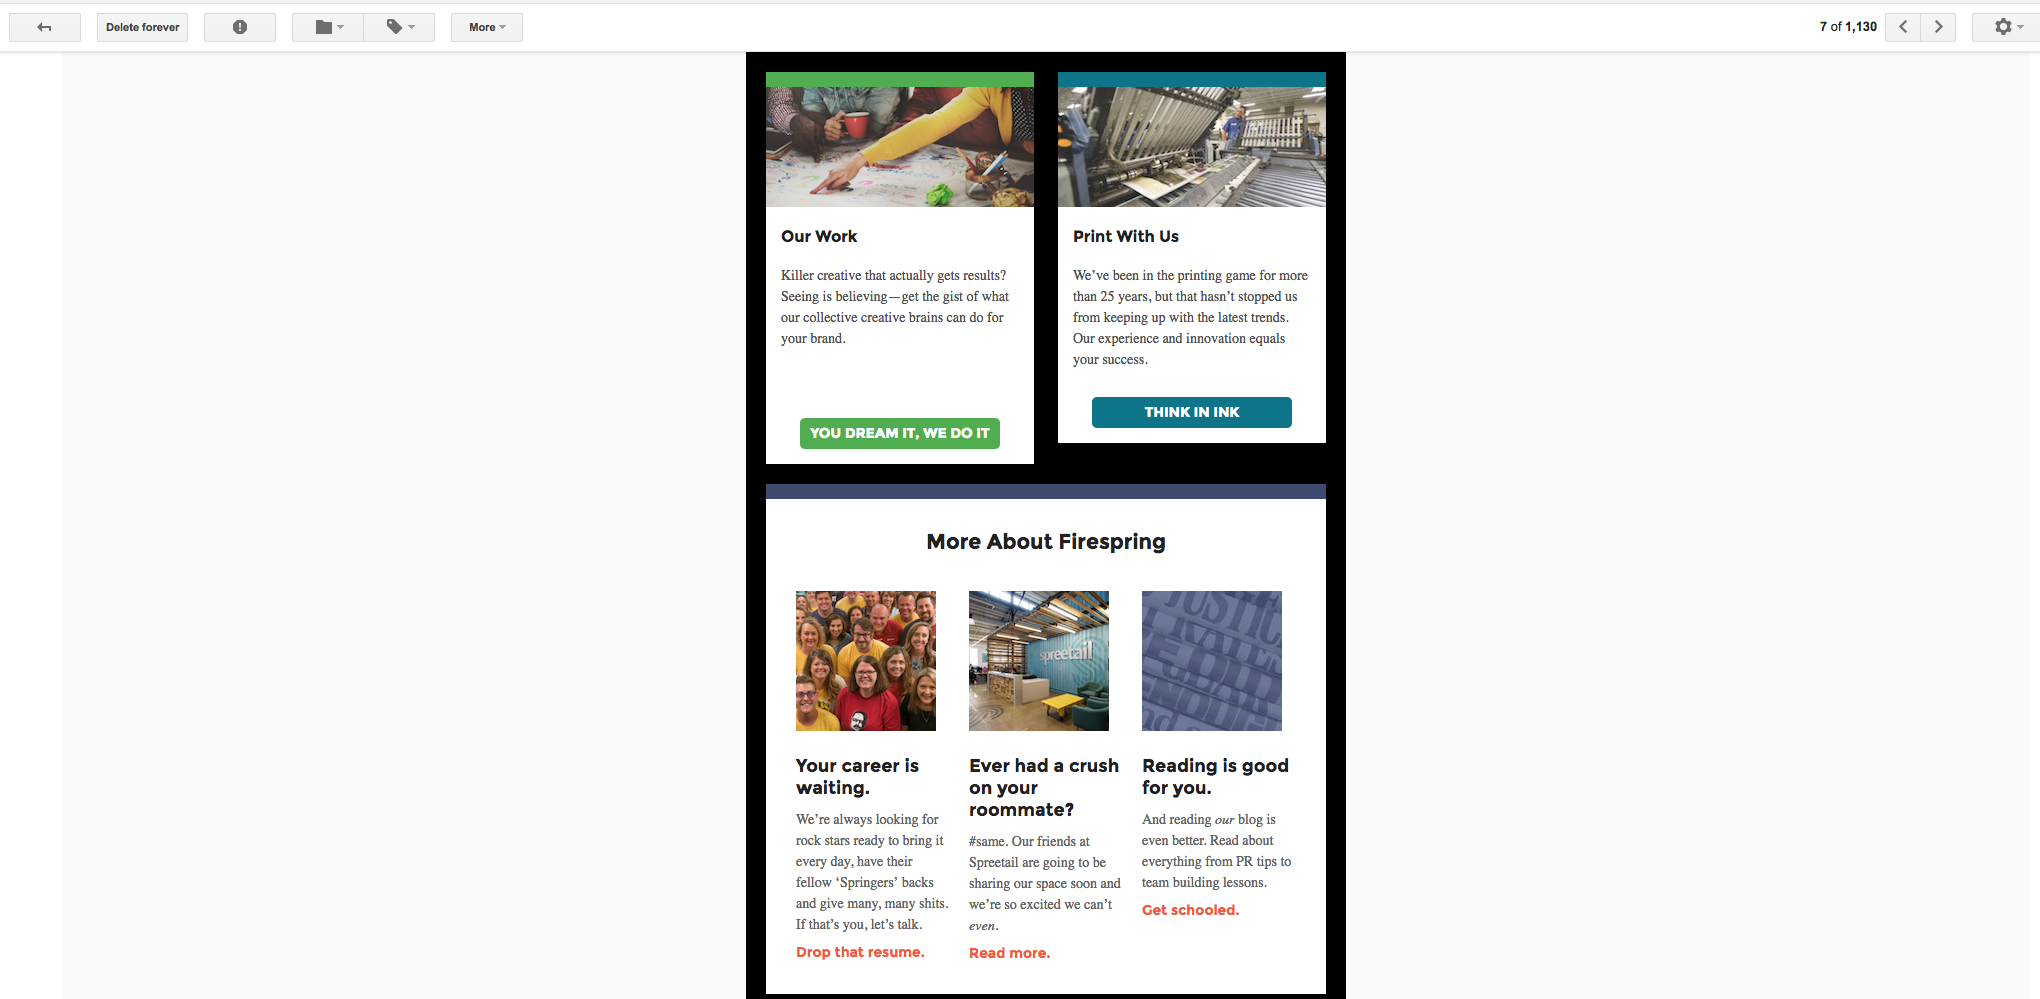 Delete forever
More
7 of 1,130
Our Work
Killer creative that actually gets results?
Seeing is believing—get the gist of what
our collective creative brains can do for
your brand.
YOU DREAM IT, WE DO IT
Print With Us
We’ve been in the printing game for more
than 25 years, but that hasn’t stopped us
from keeping up with the latest trends.
Our experience and innovation equals
your success.
THINK IN INK
More About Firespring
Your career is
waiting.
We’re always looking for
rock stars ready to bring it
every day, have their
fellow ‘Springers’ backs
and give many, many shits.
If that’s you, let’s talk.
Drop that resume.
spreetail
Ever had a crush
on your
roommate?
#same. Our friends at
Spreetail are going to be
sharing our space soon and
we’re so excited we can’t
even.
Read more.
JUSTICE
Reading is good
for you.
And reading our blog is
even better. Read about
everything from PR tips to
team building lessons.
Get schooled.